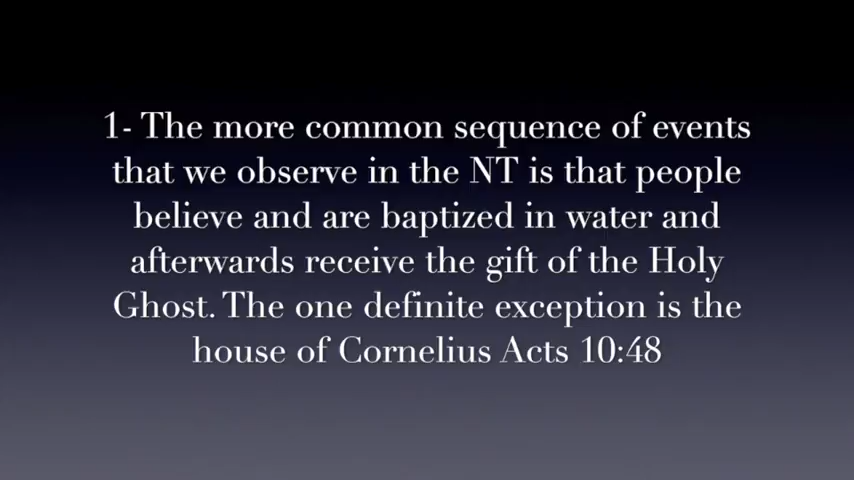 1- The more common sequence of events
that we observe in the NT is that people
believe and are baptized in water and
afterwards receive the gift of the Holy
Ghost. The one definite exception is the
house of Cornelius Acts 10:48